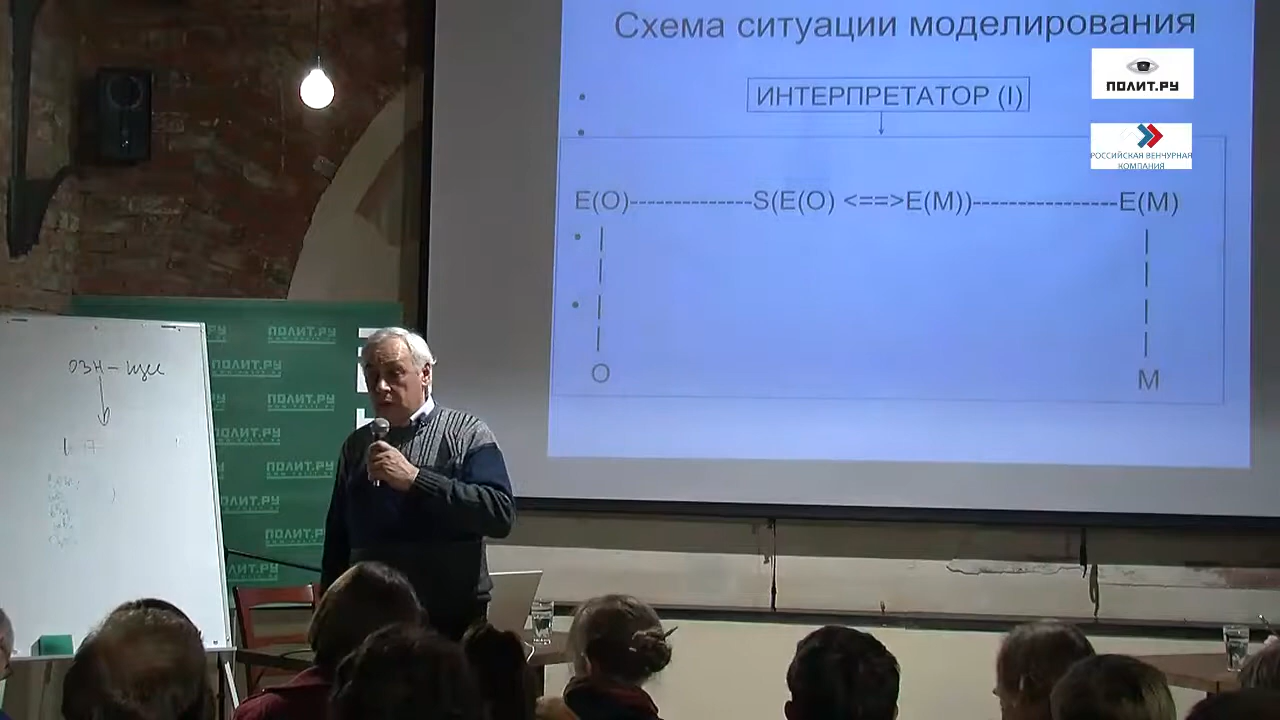 Схема ситуации моделирования
ПОЛИТ.РУ
ИНТЕРПРЕТАТОР (I)
РОССИЙСКАЯ ВЕНЧУРНАЯ
КОМПАНИЯ
E(O)--------------S(E(O) <==>E(M))----------------E(M)
O
M
ПОЛИТ.РУ
ПОЛИТ.РУ
ПОЛИТ.РУ
ПОЛИТ.РУ
ПОЛИТ.РУ
ПОЛИТ.РУ